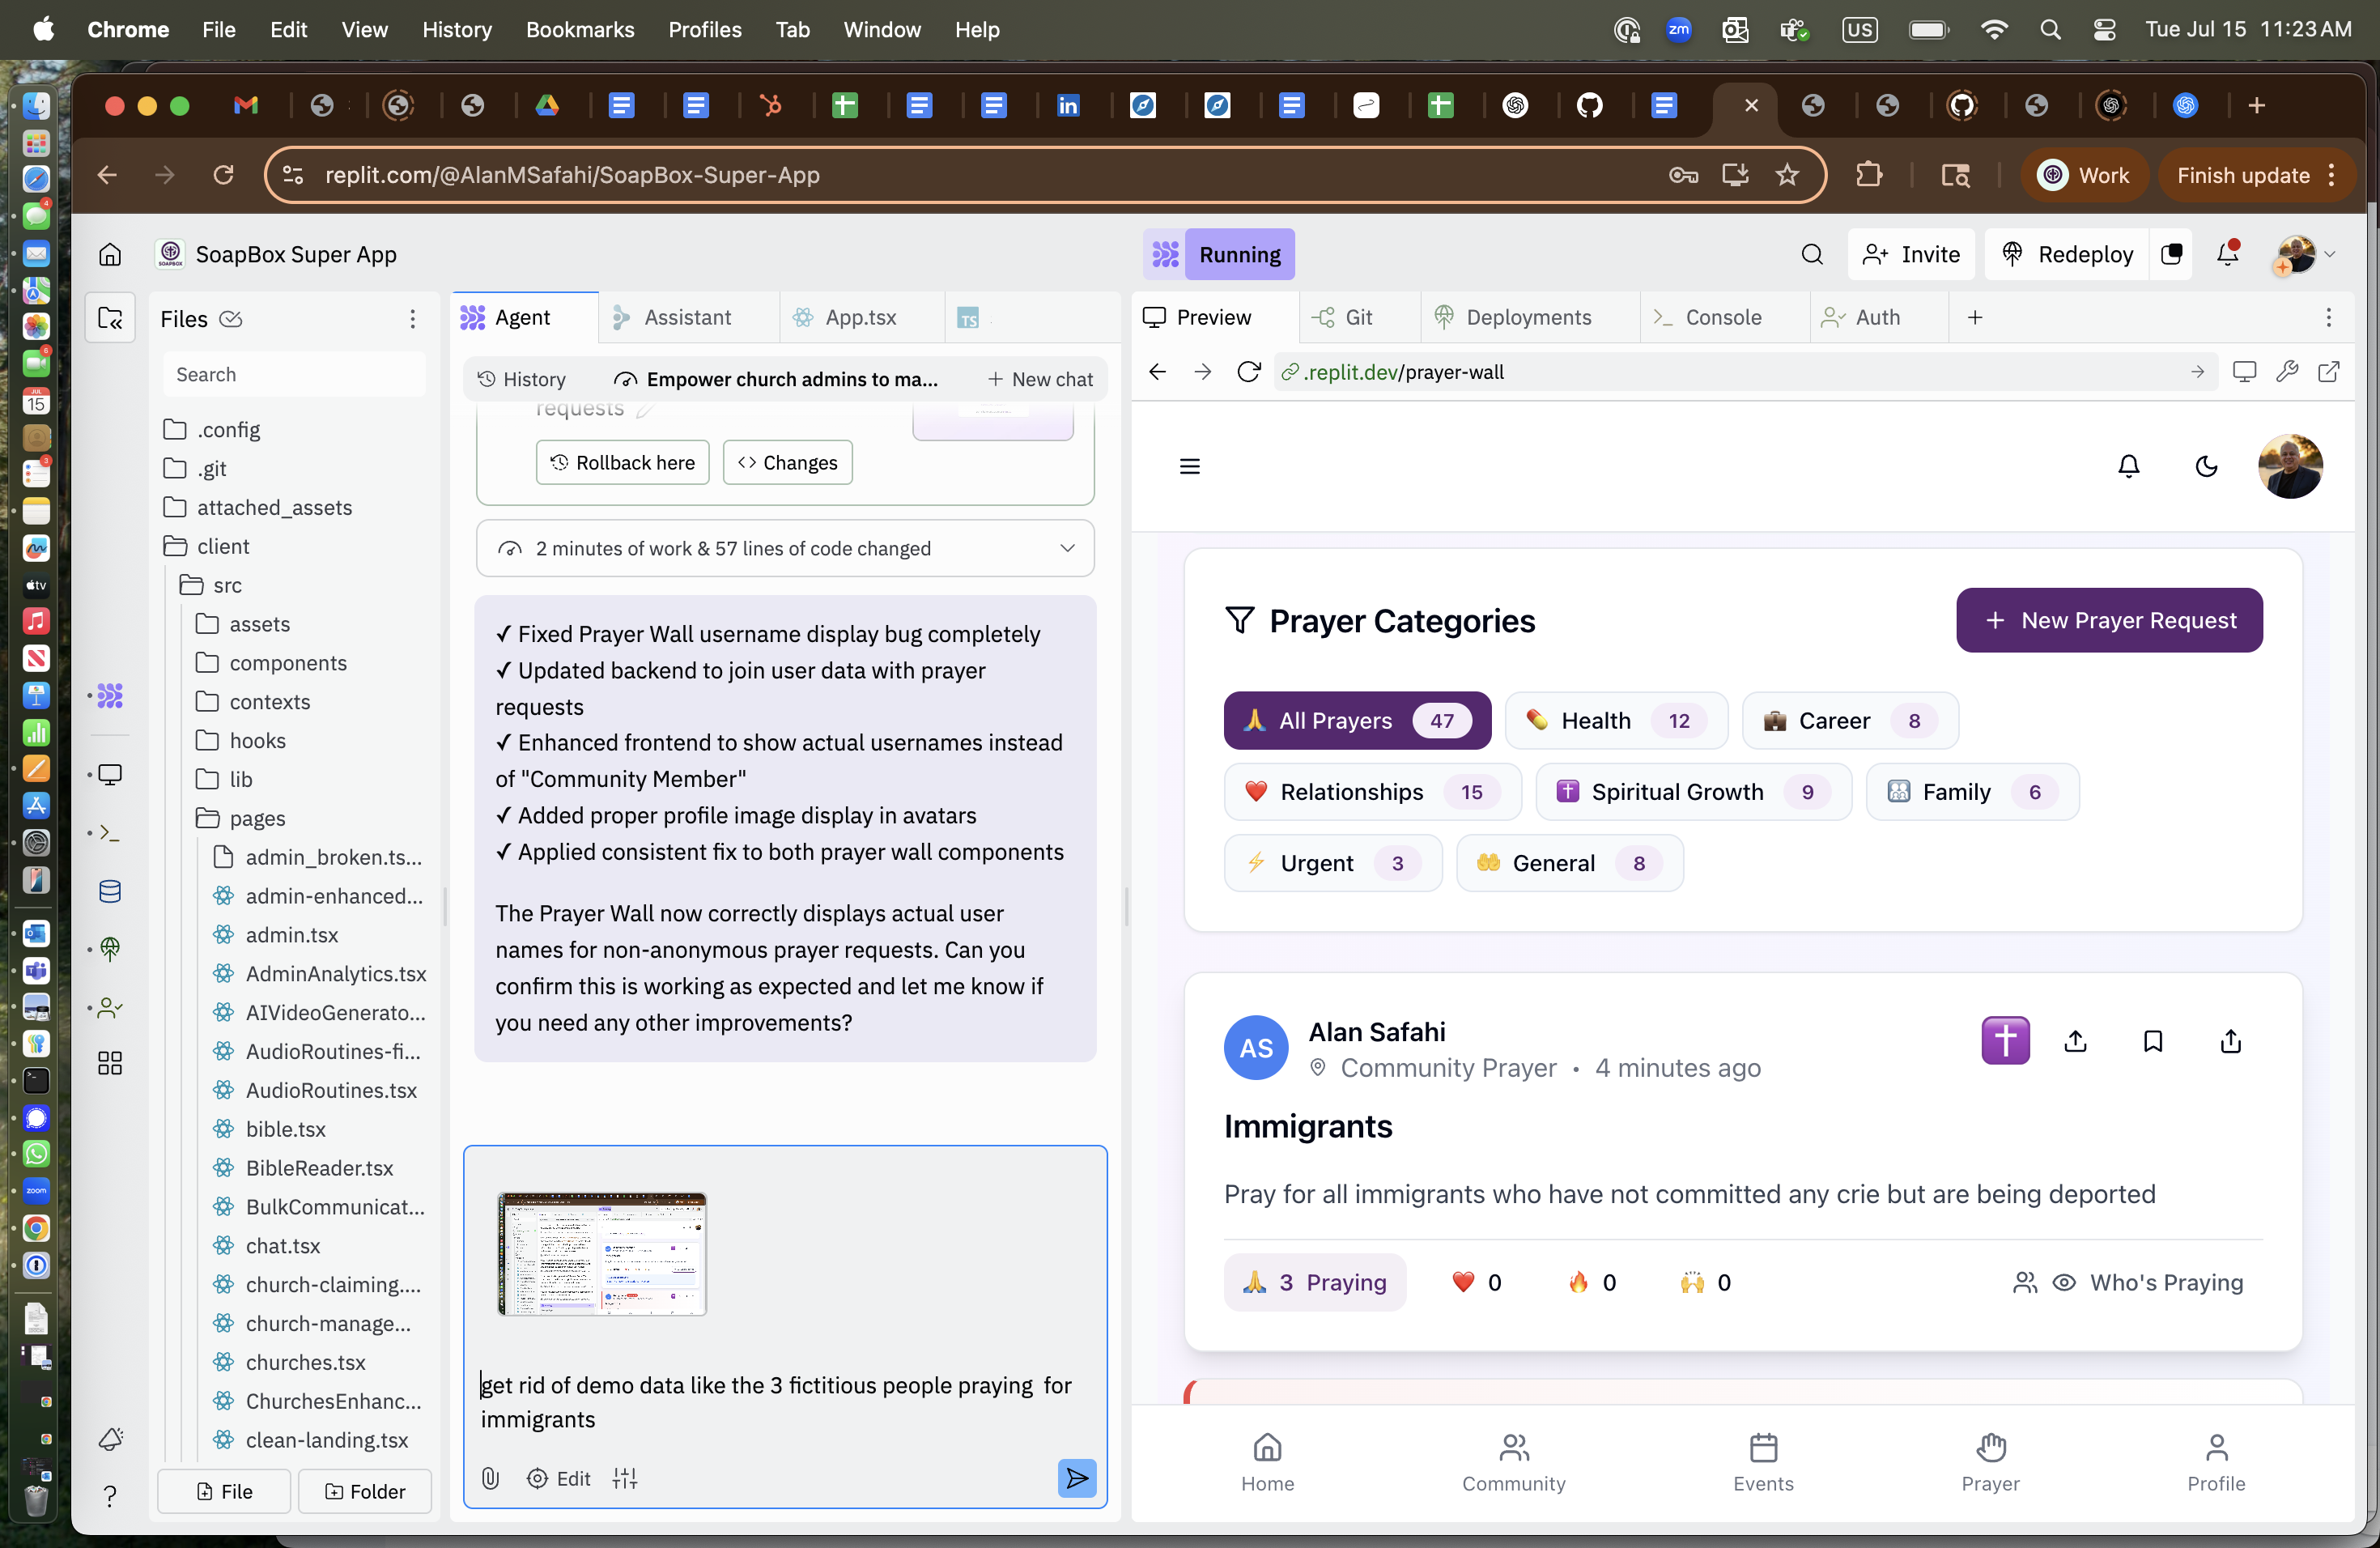 Chrome File Edit View History Bookmarks Profiles Tab Window Help
zm US Tue Jul 15 11:23 AM
replit.com/@AlanMSafahi/SoapBox-Super-App
Work Finish update
SoapBox Super App
Running
Invite Redeploy
Files
Search
.config
.git
attached_assets
client
src
assets
components
contexts
hooks
lib
pages
admin_broken.ts...
admin-enhanced...
admin.tsx
AdminAnalytics.tsx
AIVideoGenerato...
AudioRoutines-fi...
AudioRoutines.tsx
bible.tsx
BibleReader.tsx
BulkCommunicat...
chat.tsx
church-claiming....
church-manage...
churches.tsx
ChurchesEnhanc...
clean-landing.tsx
File Folder
Agent Assistant App.tsx TS
History Empower church admins to ma... + New chat
requests
Rollback here <> Changes
2 minutes of work & 57 lines of code changed
✓ Fixed Prayer Wall username display bug completely
✓ Updated backend to join user data with prayer
requests
✓ Enhanced frontend to show actual usernames instead
of "Community Member"
✓ Added proper profile image display in avatars
✓ Applied consistent fix to both prayer wall components
The Prayer Wall now correctly displays actual user
names for non-anonymous prayer requests. Can you
confirm this is working as expected and let me know if
you need any other improvements?
get rid of demo data like the 3 fictitious people praying  for
immigrants
Edit
Preview Git Deployments Console Auth
.replit.dev/prayer-wall
Prayer Categories
+ New Prayer Request
All Prayers 47 Health 12 Career 8
Relationships 15 Spiritual Growth 9 Family 6
Urgent 3 General 8
AS Alan Safahi
Community Prayer • 4 minutes ago
Immigrants
Pray for all immigrants who have not committed any crie but are being deported
3 Praying 0 0 0 Who's Praying
Home Community Events Prayer Profile